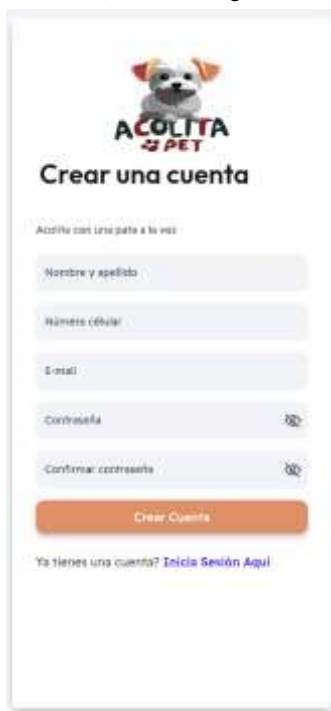 ACOLITA
PET
Crear una cuenta
Acolita con una pata a la vez
Nombre y apellido
Número célular
E-mail
Contraseña
Confirmar contraseña
Crear Cuenta
Ya tienes una cuenta? Inicia Sesión Aquí